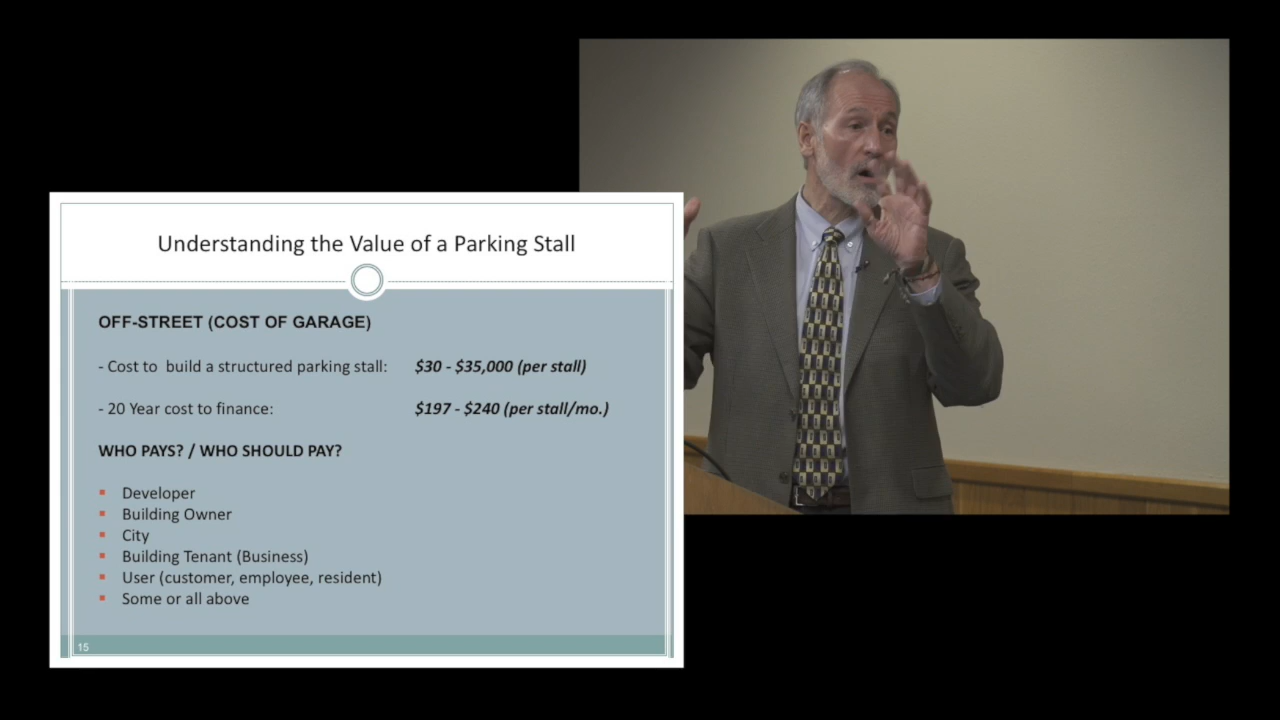 Understanding the Value of a Parking Stall
OFF-STREET (COST OF GARAGE)
- Cost to build a structured parking stall: $30 - $35,000 (per stall)
- 20 Year cost to finance: $197 - $240 (per stall/mo.)
WHO PAYS? / WHO SHOULD PAY?
▪ Developer
▪ Building Owner
▪ City
▪ Building Tenant (Business)
▪ User (customer, employee, resident)
▪ Some or all above
15